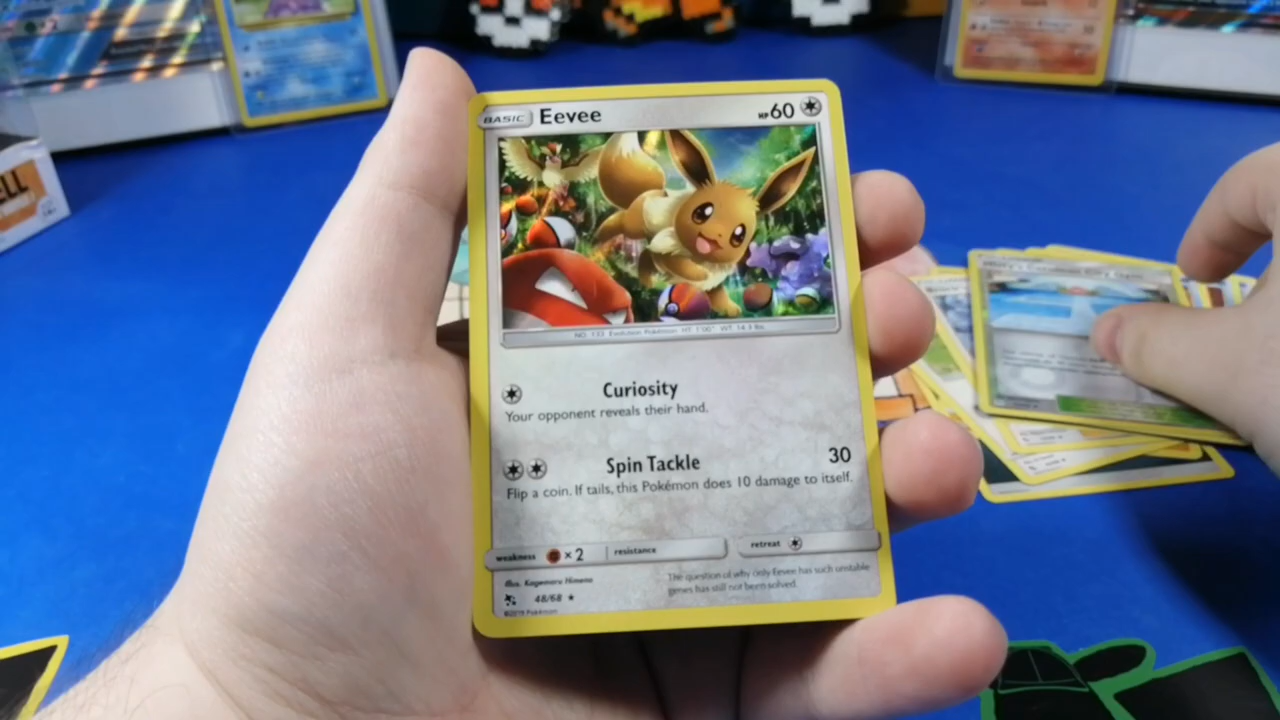 BASIC Eevee HP 60
NO. 133 Evolution Pokémon HT: 1'00" WT: 14.3 lbs.
Curiosity
Your opponent reveals their hand.
Spin Tackle 30
Flip a coin. If tails, this Pokémon does 10 damage to itself.
weakness ×2 resistance retreat
Illus. Kagemaru Himeno
48/68 ★
©2019 Pokémon
The question of why only Eevee has such unstable
genes has still not been solved.
ELL